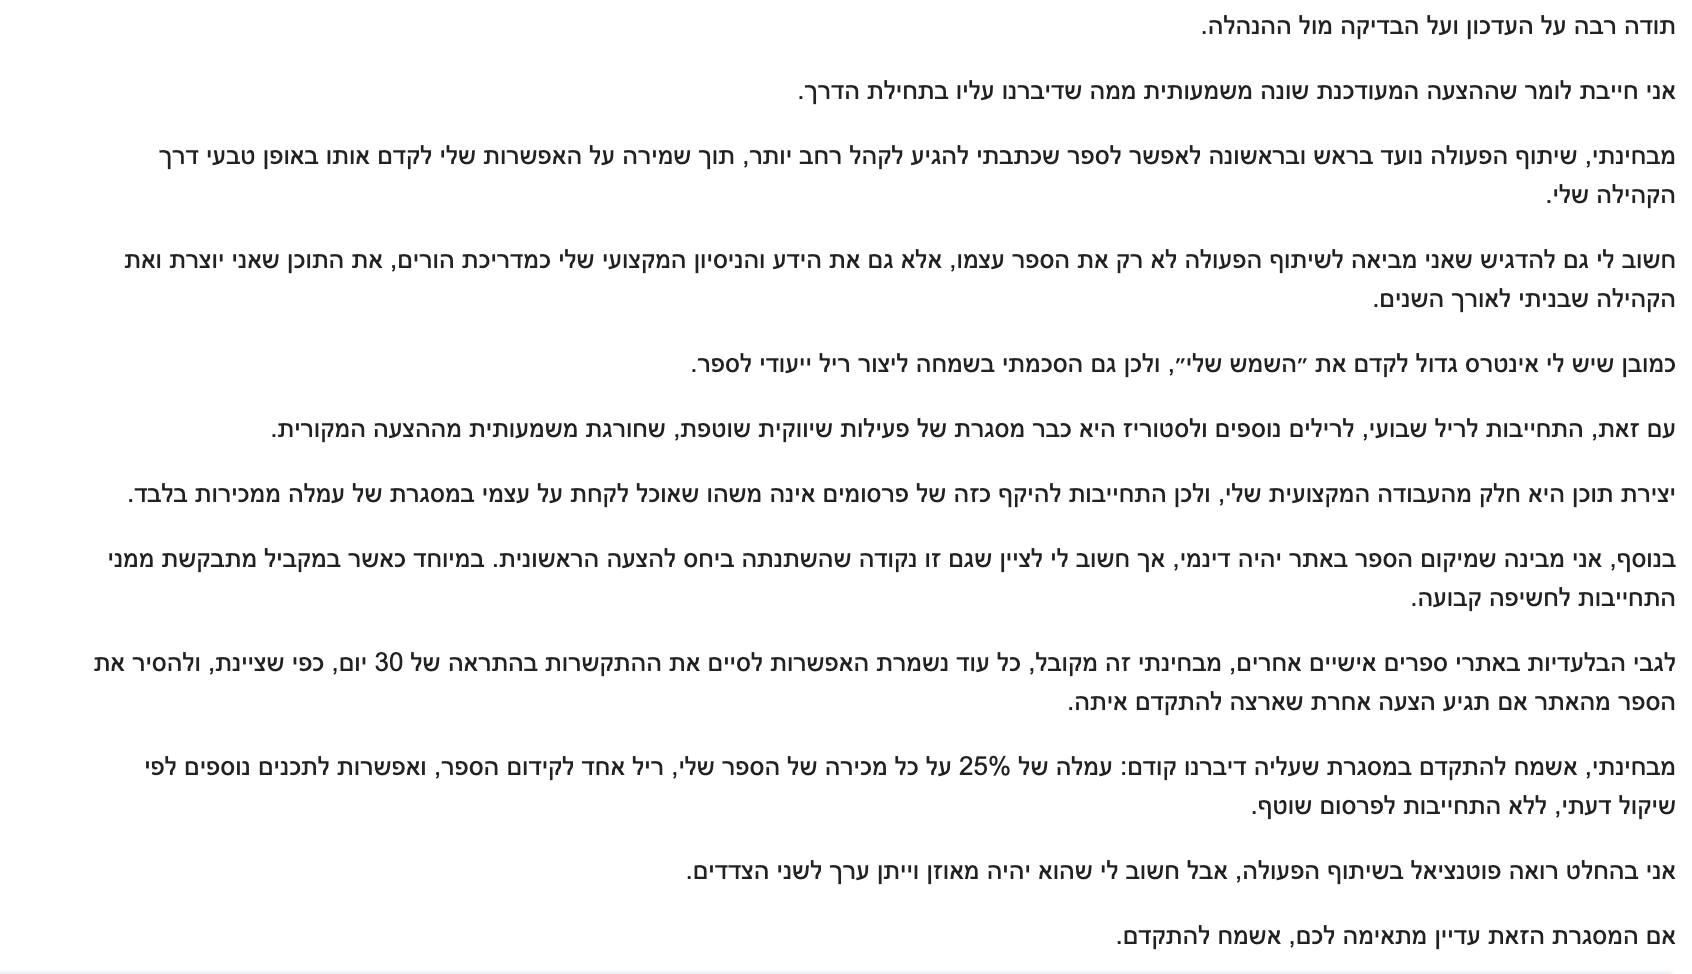 תודה רבה על העדכון ועל הבדיקה מול ההנהלה.
אני חייבת לומר שההצעה המעודכנת שונה משמעותית ממה שדיברנו עליו בתחילת הדרך.
מבחינתי, שיתוף הפעולה נועד בראש ובראשונה לאפשר לספר שכתבתי להגיע לקהל רחב יותר, תוך שמירה על האפשרות שלי לקדם אותו באופן טבעי דרך
הקהילה שלי.
חשוב לי גם להדגיש שאני מביאה לשיתוף הפעולה לא רק את הספר עצמו, אלא גם את הידע והניסיון המקצועי שלי כמדריכת הורים, את התוכן שאני יוצרת ואת
הקהילה שבניתי לאורך השנים.
כמובן שיש לי אינטרס גדול לקדם את ״השמש שלי״, ולכן גם הסכמתי בשמחה ליצור ריל ייעודי לספר.
עם זאת, התחייבות לריל שבועי, לרילים נוספים ולסטוריז היא כבר מסגרת של פעילות שיווקית שוטפת, שחורגת משמעותית מההצעה המקורית.
יצירת תוכן היא חלק מהעבודה המקצועית שלי, ולכן התחייבות להיקף כזה של פרסומים אינה משהו שאוכל לקחת על עצמי במסגרת של עמלה ממכירות בלבד.
בנוסף, אני מבינה שמיקום הספר באתר יהיה דינמי, אך חשוב לי לציין שגם זו נקודה שהשתנתה ביחס להצעה הראשונית. במיוחד כאשר במקביל מתבקשת ממני
התחייבות לחשיפה קבועה.
לגבי הבלעדיות באתרי ספרים אישיים אחרים, מבחינתי זה מקובל, כל עוד נשמרת האפשרות לסיים את ההתקשרות בהתראה של 30 יום, כפי שציינת, ולהסיר את
הספר מהאתר אם תגיע הצעה אחרת שארצה להתקדם איתה.
מבחינתי, אשמח להתקדם במסגרת שעליה דיברנו קודם: עמלה של 25% על כל מכירה של הספר שלי, ריל אחד לקידום הספר, ואפשרות לתכנים נוספים לפי
שיקול דעתי, ללא התחייבות לפרסום שוטף.
אני בהחלט רואה פוטנציאל בשיתוף הפעולה, אבל חשוב לי שהוא יהיה מאוזן וייתן ערך לשני הצדדים.
אם המסגרת הזאת עדיין מתאימה לכם, אשמח להתקדם.